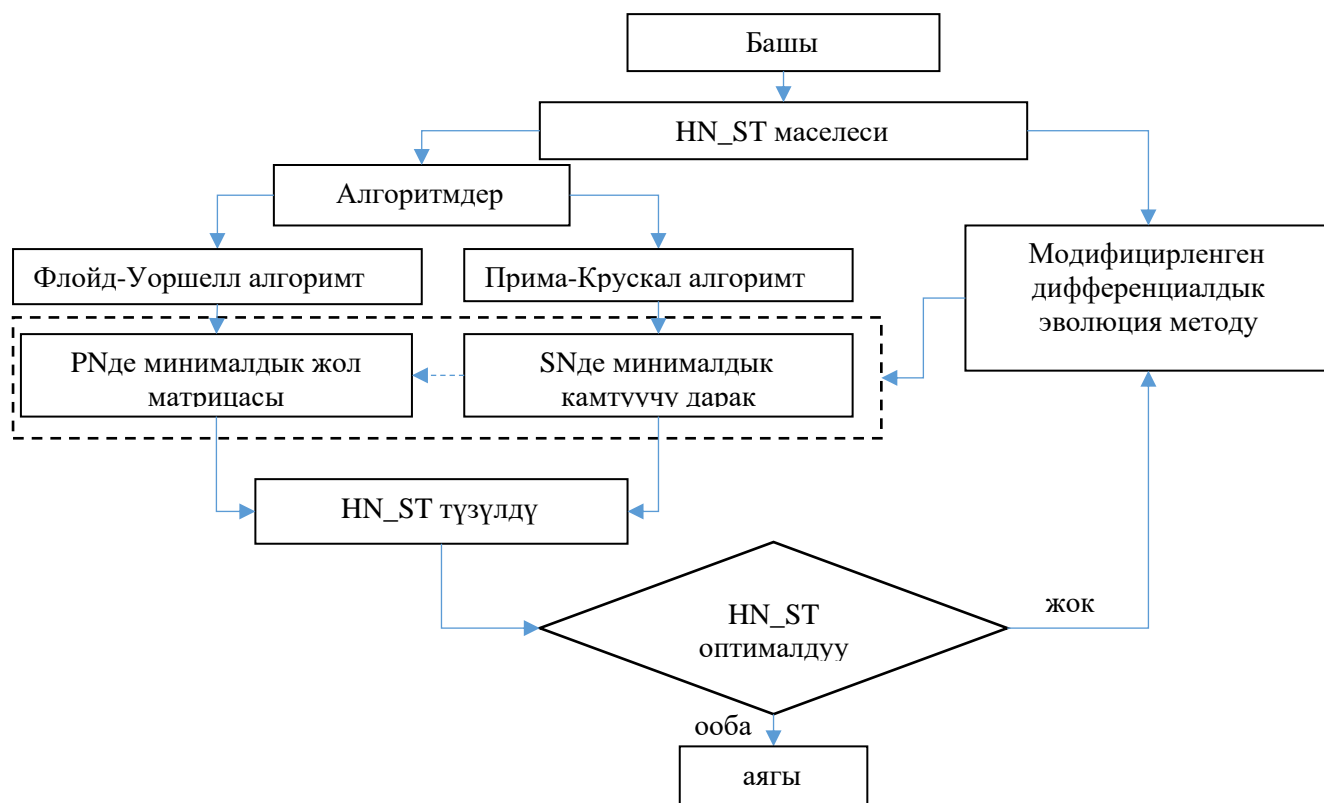 Башы
HN_ST маселеси
Алгоритмдер
Флойд-Уоршелл алгоримт
Прима-Крускал алгоримт
Модифицирленген
дифференциалдык
эволюция методу
PNде минималдык жол
матрицасы
SNде минималдык
камтуучу дарак
HN_ST түзүлдү
HN_ST
оптималдуу
жок
ооба
аягы